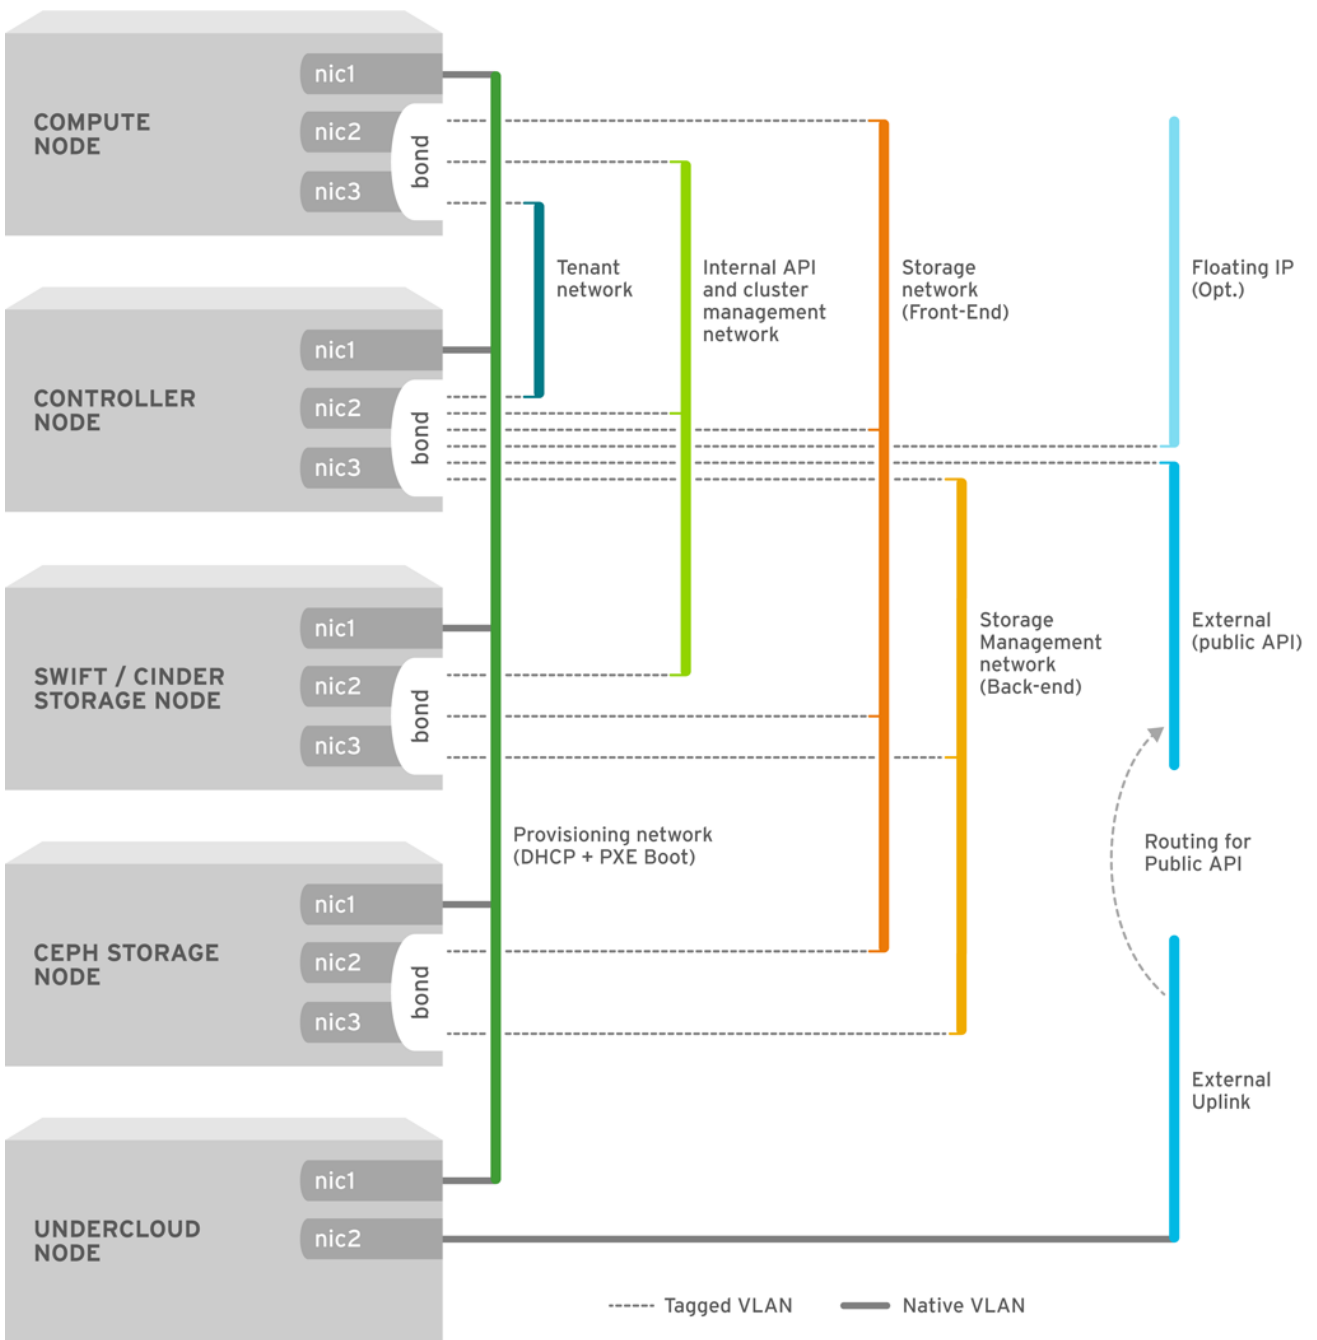 nic1
COMPUTE
NODE
nic2
nic3
bond
Tenant
network
Internal API
and cluster
management
network
Storage
network
(Front-End)
Floating IP
(Opt.)
nic1
CONTROLLER
NODE
nic2
nic3
bond
nic1
SWIFT / CINDER
STORAGE NODE
nic2
nic3
bond
Storage
Management
network
(Back-end)
External
(public API)
Provisioning network
(DHCP + PXE Boot)
Routing for
Public API
nic1
CEPH STORAGE
NODE
nic2
nic3
bond
External
Uplink
nic1
UNDERCLOUD
NODE
nic2
Tagged VLAN
Native VLAN